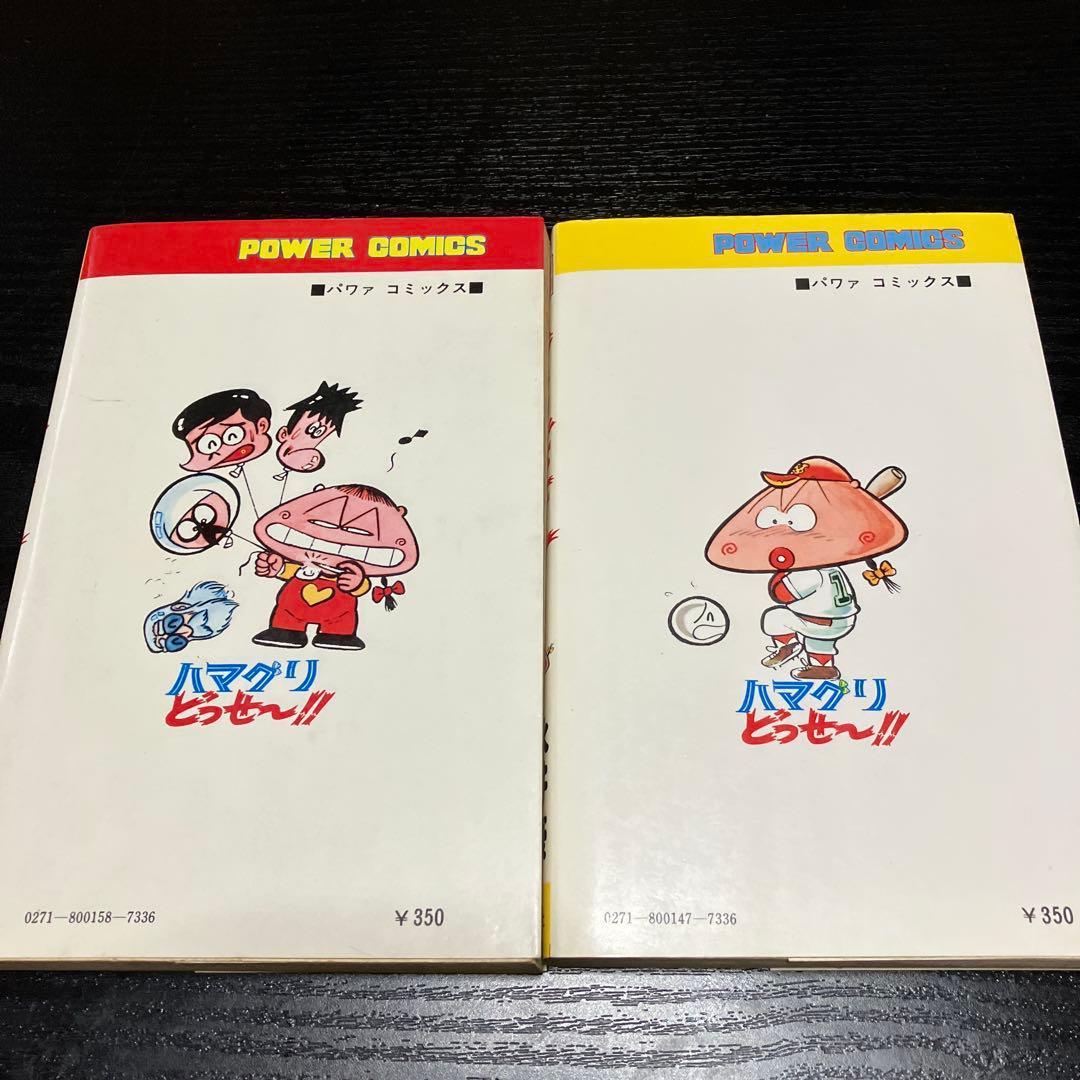 POWER COMICS
■パワァ コミックス■
ハマグリ
どっせ〜!!
0271—800158—7336
￥350
POWER COMICS
■パワァ コミックス■
1
ハマグリ
どっせ〜!!
0271—800147—7336
￥350